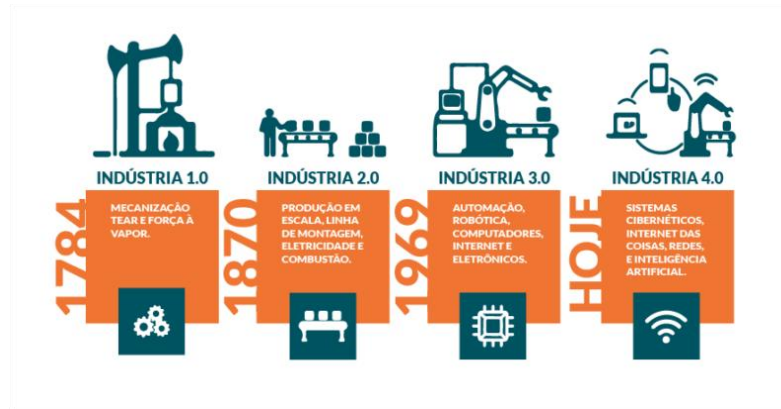 INDÚSTRIA 1.0
1784
MECANIZAÇÃO
TEAR E FORÇA À
VAPOR.
INDÚSTRIA 2.0
1870
PRODUÇÃO EM
ESCALA, LINHA
DE MONTAGEM,
ELETRICIDADE E
COMBUSTÃO.
INDÚSTRIA 3.0
1969
AUTOMAÇÃO,
ROBÓTICA,
COMPUTADORES,
INTERNET E
ELETRÔNICOS.
INDÚSTRIA 4.0
HOJE
SISTEMAS
CIBERNÉTICOS,
INTERNET DAS
COISAS, REDES,
E INTELIGÊNCIA
ARTIFICIAL.